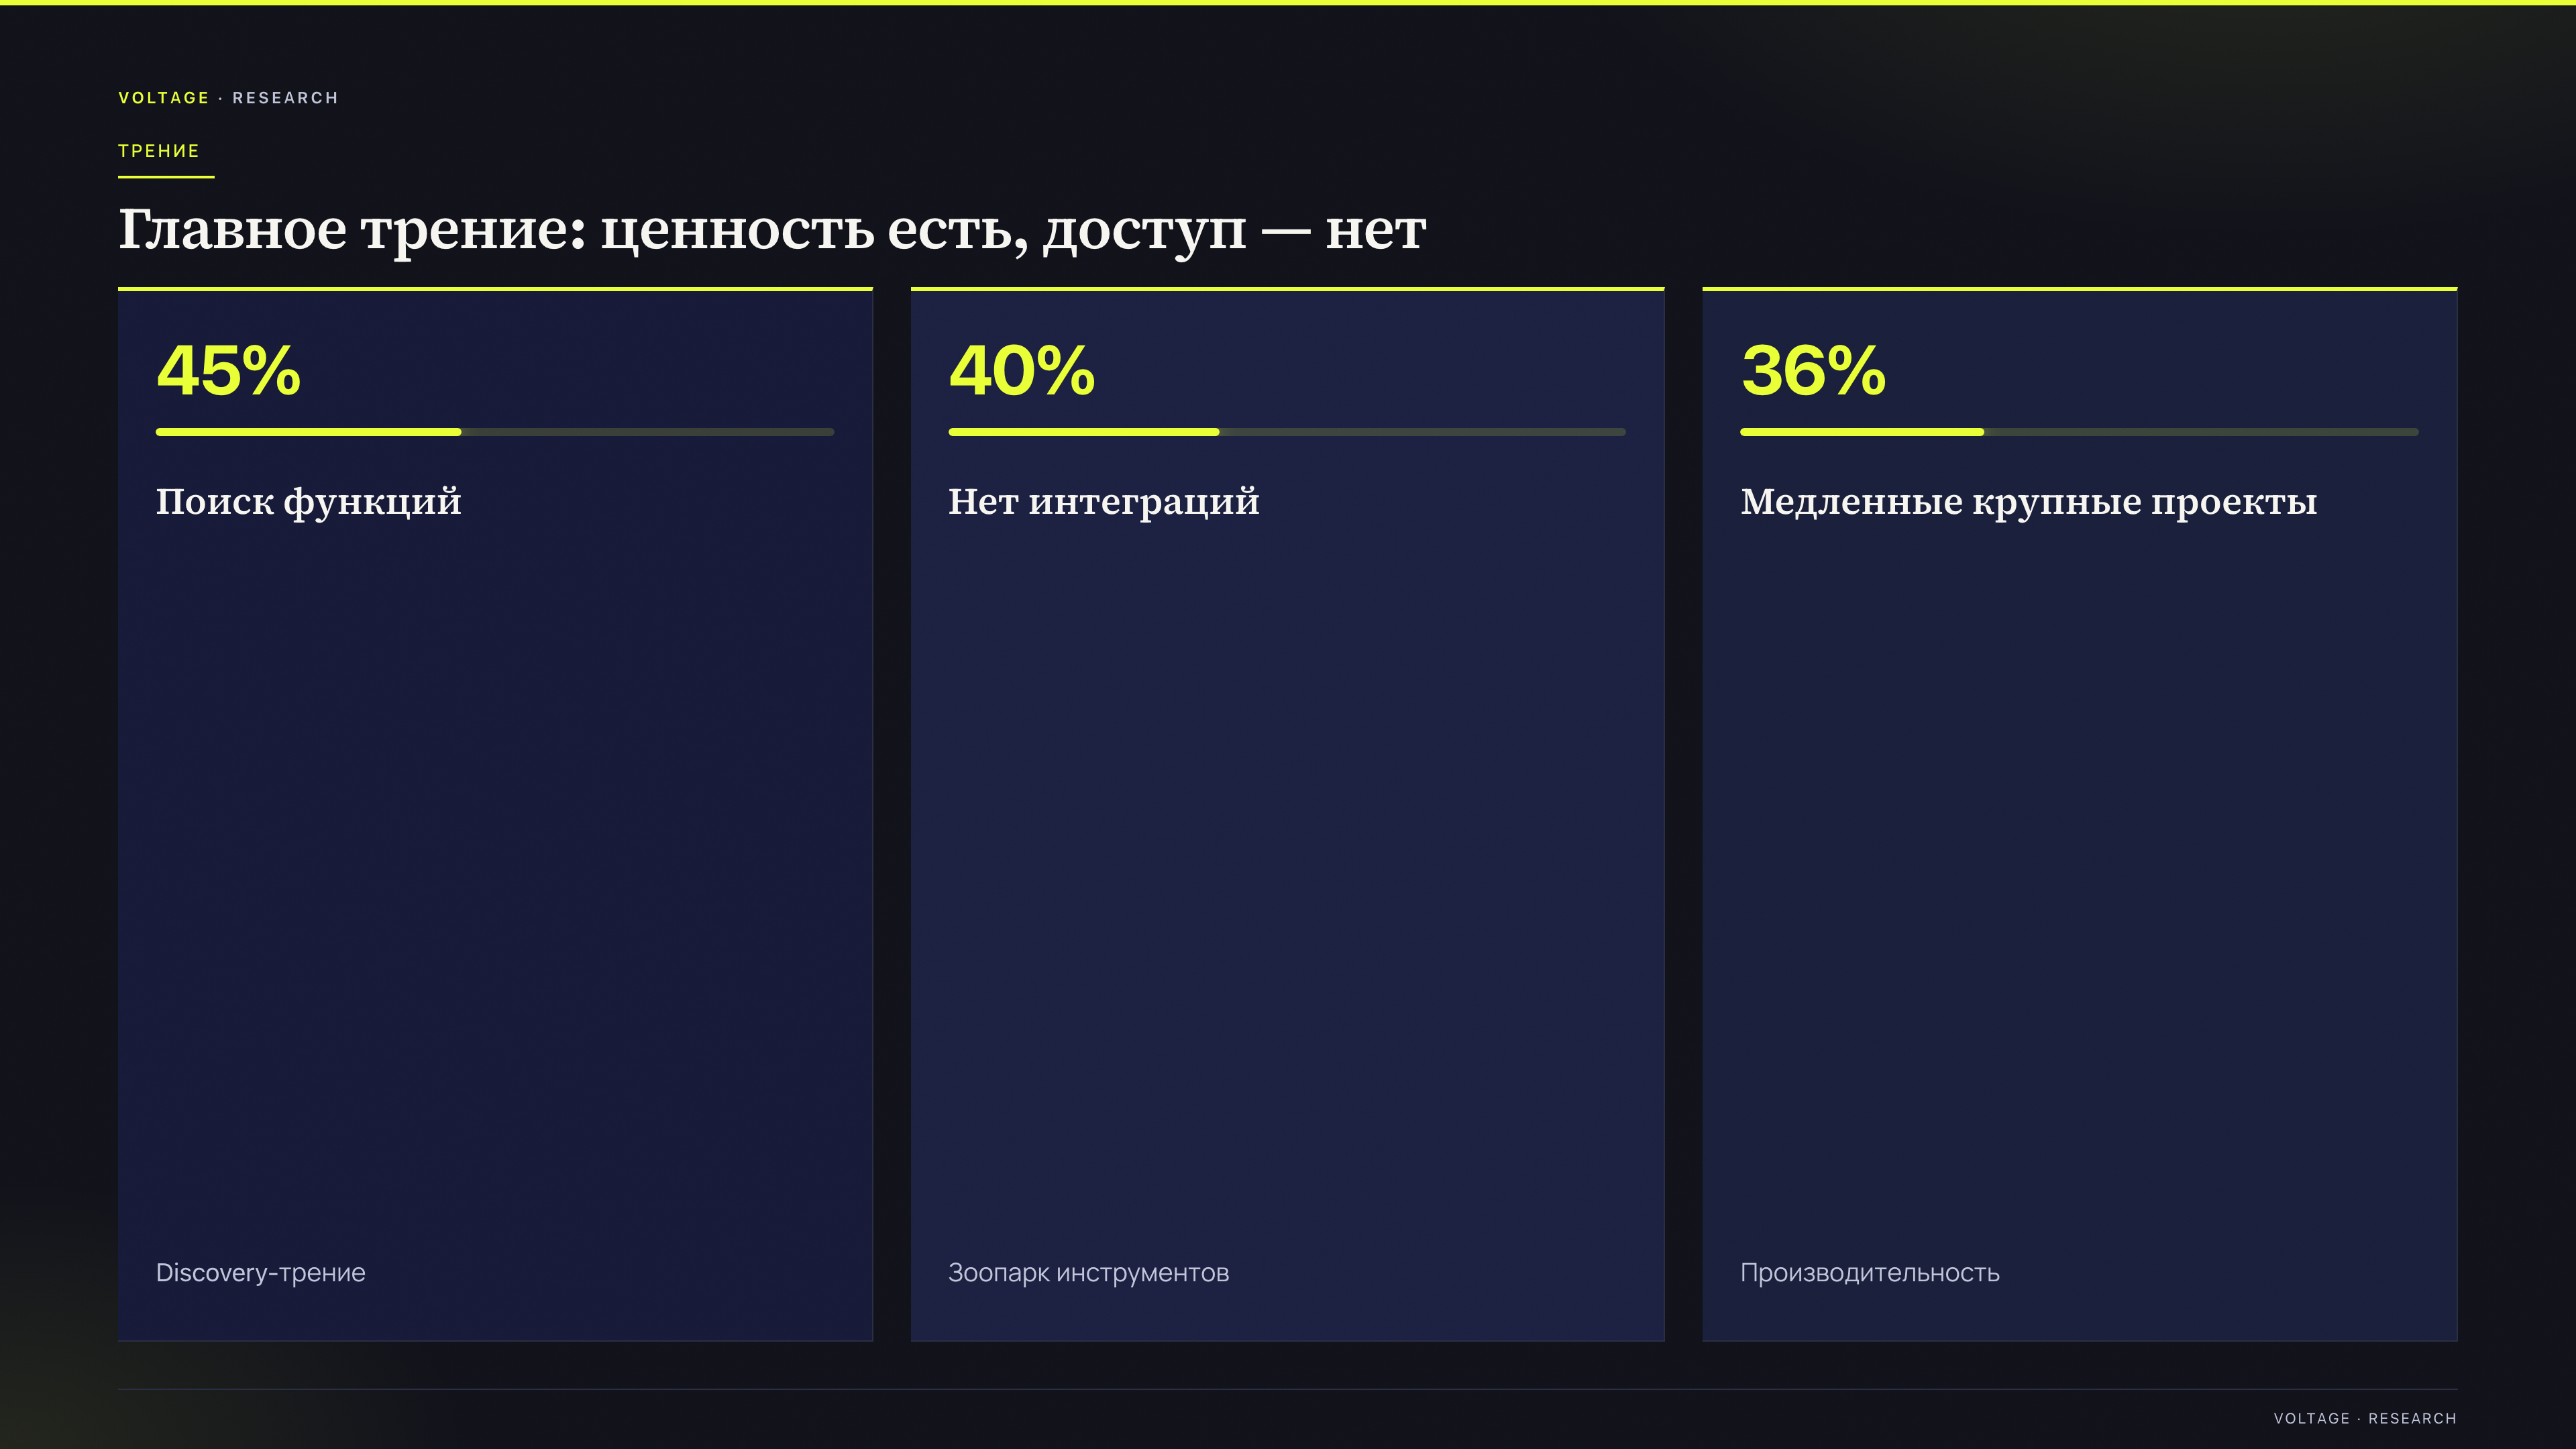 VOLTAGE · RESEARCH
ТРЕНИЕ
Главное трение: ценность есть, доступ — нет
45%
Поиск функций
Discovery-трение
40%
Нет интеграций
Зоопарк инструментов
36%
Медленные крупные проекты
Производительность
VOLTAGE · RESEARCH